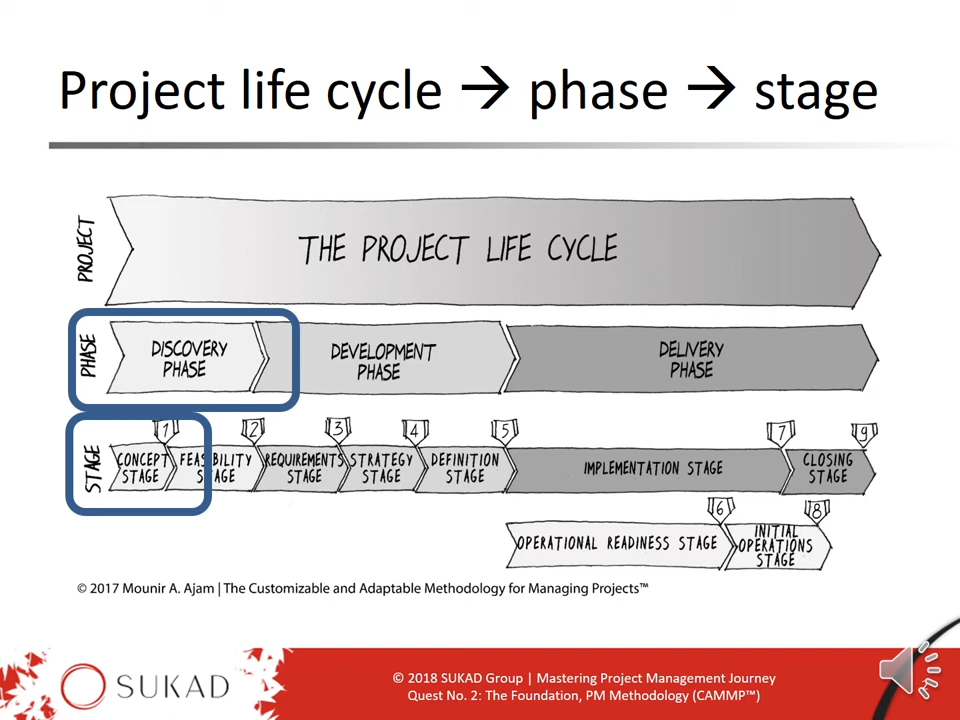 Project life cycle → phase → stage
PROJECT
THE PROJECT LIFE CYCLE
PHASE
DISCOVERY
PHASE
DEVELOPMENT
PHASE
DELIVERY
PHASE
STAGE
1
2
3
4
5
7
9
CONCEPT
STAGE
FEASIBILITY
STAGE
REQUIREMENTS
STAGE
STRATEGY
STAGE
DEFINITION
STAGE
IMPLEMENTATION STAGE
CLOSING
STAGE
6
8
OPERATIONAL READINESS STAGE
INITIAL
OPERATIONS
STAGE
© 2017 Mounir A. Ajam | The Customizable and Adaptable Methodology for Managing Projects™
SUKAD
© 2018 SUKAD Group | Mastering Project Management Journey
Quest No. 2: The Foundation, PM Methodology (CAMMP™)